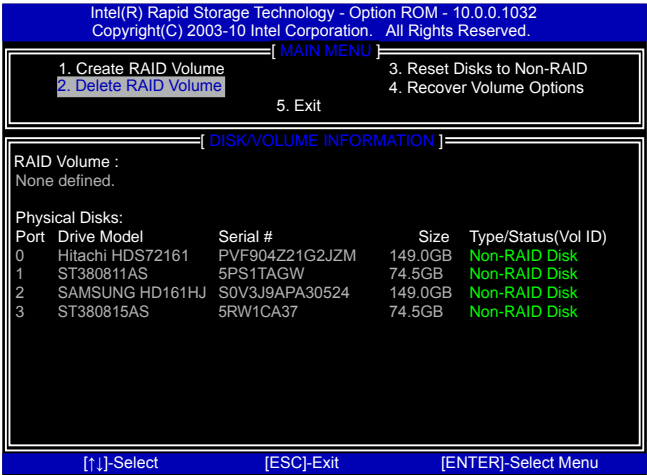 Intel(R) Rapid Storage Technology - Option ROM - 10.0.0.1032
Copyright(C) 2003-10 Intel Corporation.  All Rights Reserved.
[ MAIN MENU ]
1. Create RAID Volume  3. Reset Disks to Non-RAID
2. Delete RAID Volume  4. Recover Volume Options
5. Exit
[ DISK/VOLUME INFORMATION ]
RAID Volume :
None defined.
Physical Disks:
Port  Drive Model  Serial #  Size  Type/Status(Vol ID)
0  Hitachi HDS72161  PVF904Z21G2JZM  149.0GB  Non-RAID Disk
1  ST380811AS  5PS1TAGW  74.5GB  Non-RAID Disk
2  SAMSUNG HD161HJ  S0V3J9APA30524  149.0GB  Non-RAID Disk
3  ST380815AS  5RW1CA37  74.5GB  Non-RAID Disk
[↑↓]-Select  [ESC]-Exit  [ENTER]-Select Menu